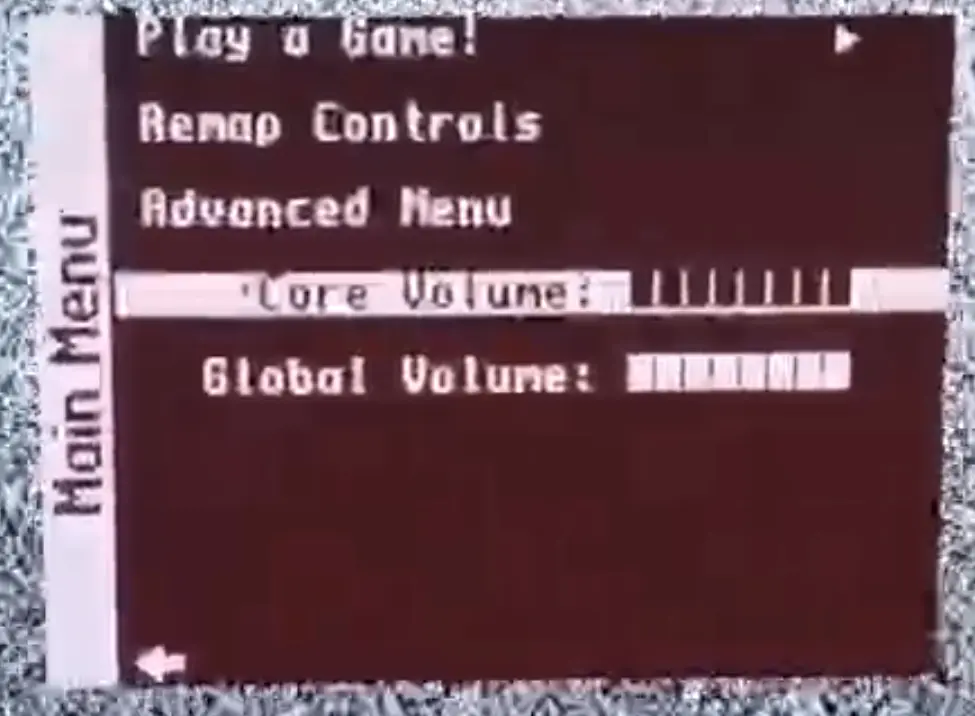 Play a Game!
Remap Controls
Advanced Menu
Core Volume:
Global Volume:
Main Menu